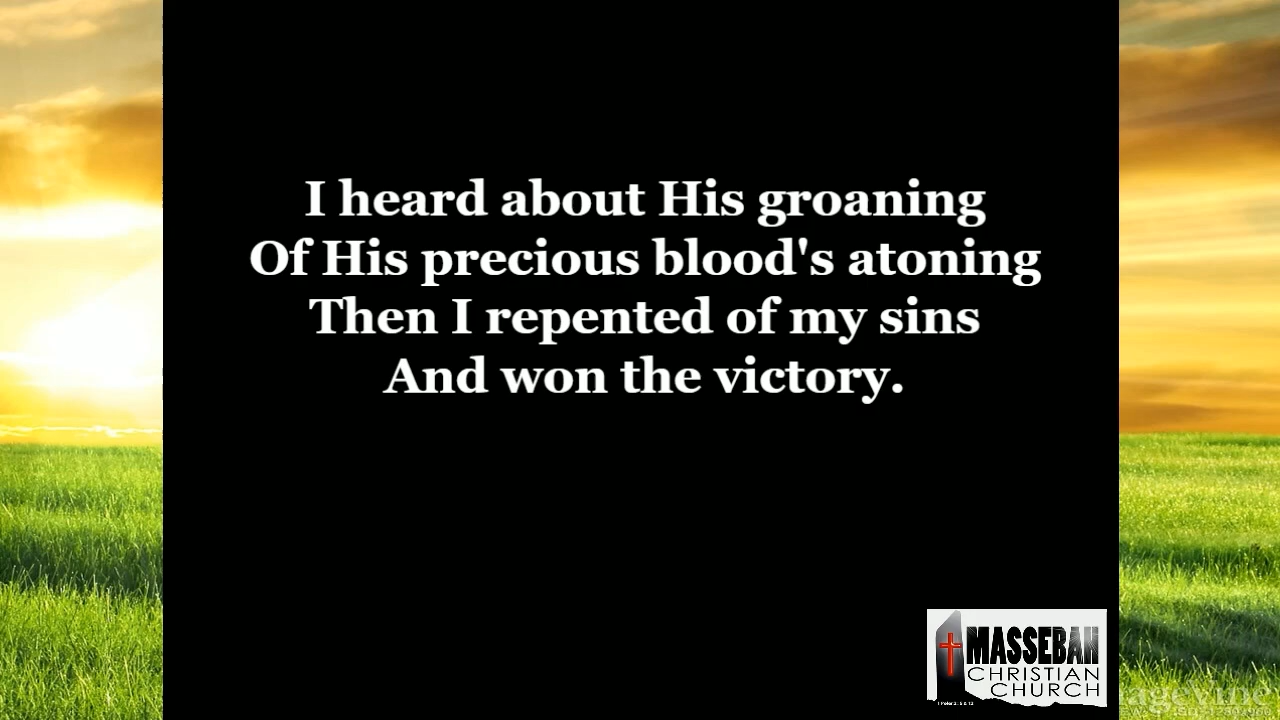 I heard about His groaning
Of His precious blood's atoning
Then I repented of my sins
And won the victory.
MASSEBAH
CHRISTIAN
CHURCH